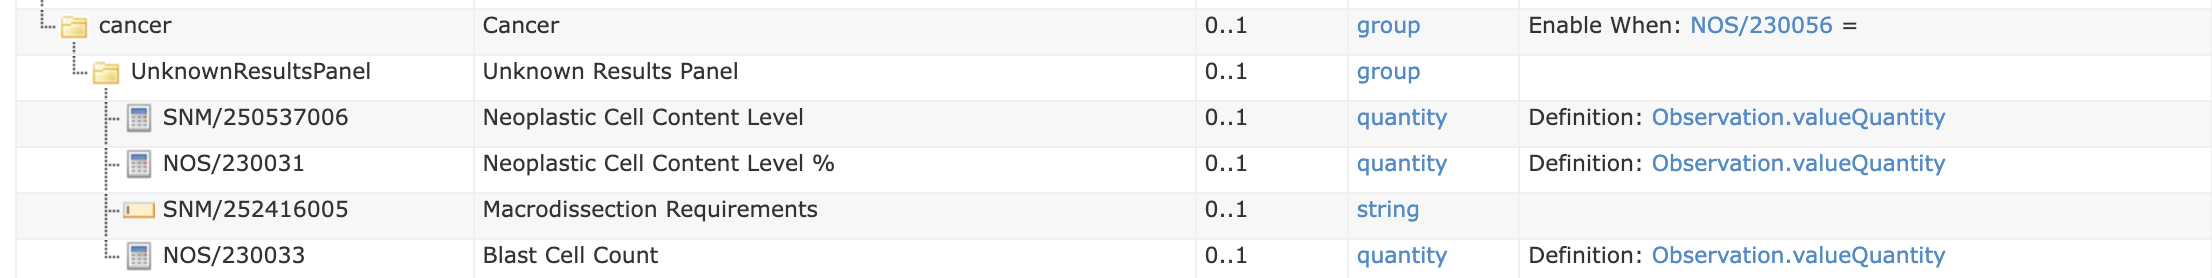 cancer Cancer 0..1 group Enable When: NOS/230056 =
UnknownResultsPanel Unknown Results Panel 0..1 group
SNM/250537006 Neoplastic Cell Content Level 0..1 quantity Definition: Observation.valueQuantity
NOS/230031 Neoplastic Cell Content Level % 0..1 quantity Definition: Observation.valueQuantity
SNM/252416005 Macrodissection Requirements 0..1 string
NOS/230033 Blast Cell Count 0..1 quantity Definition: Observation.valueQuantity